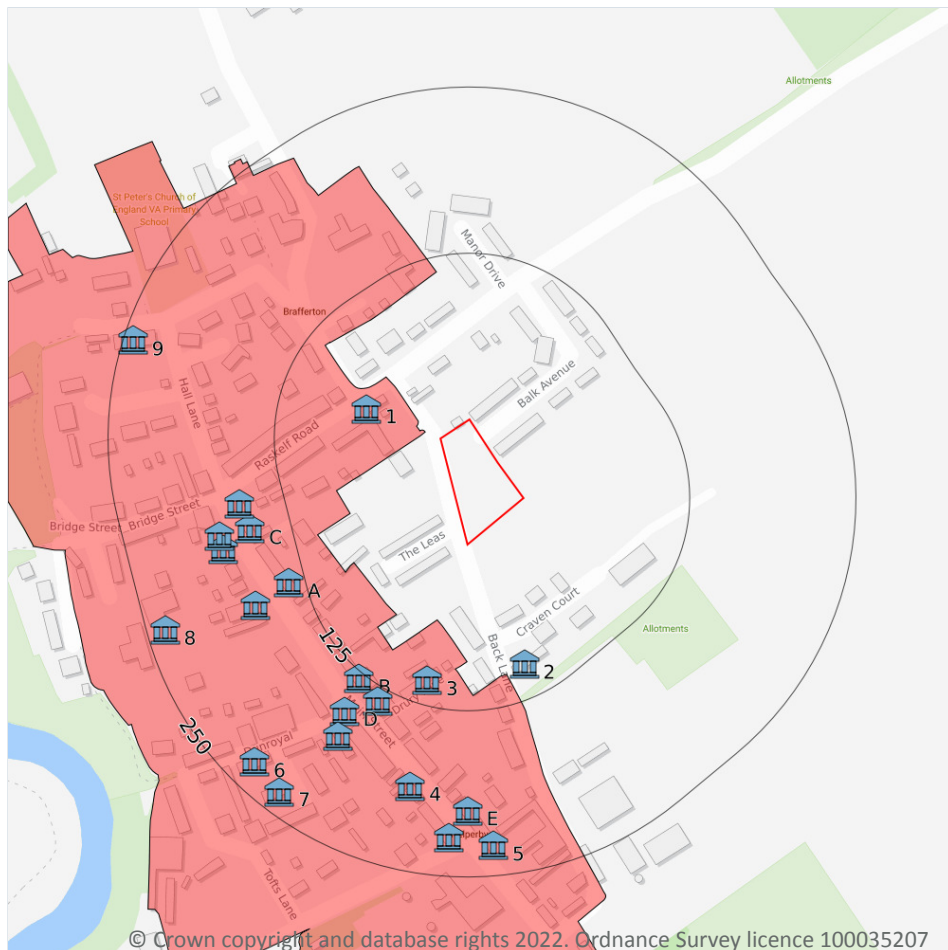 Allotments
St Peter's Church of
England VA Primary
School
Manor Drive
Brafferton
9
Hall Lane
Balk Avenue
1
Raskelf Road
Bridge Street
Bridge Street
C
The Leas
A
Craven Court
8
125
Allotments
Back Lane
2
B
3
D
250
6
7
4
E
5
Tofts Lane
© Crown copyright and database rights 2022. Ordnance Survey licence 100035207